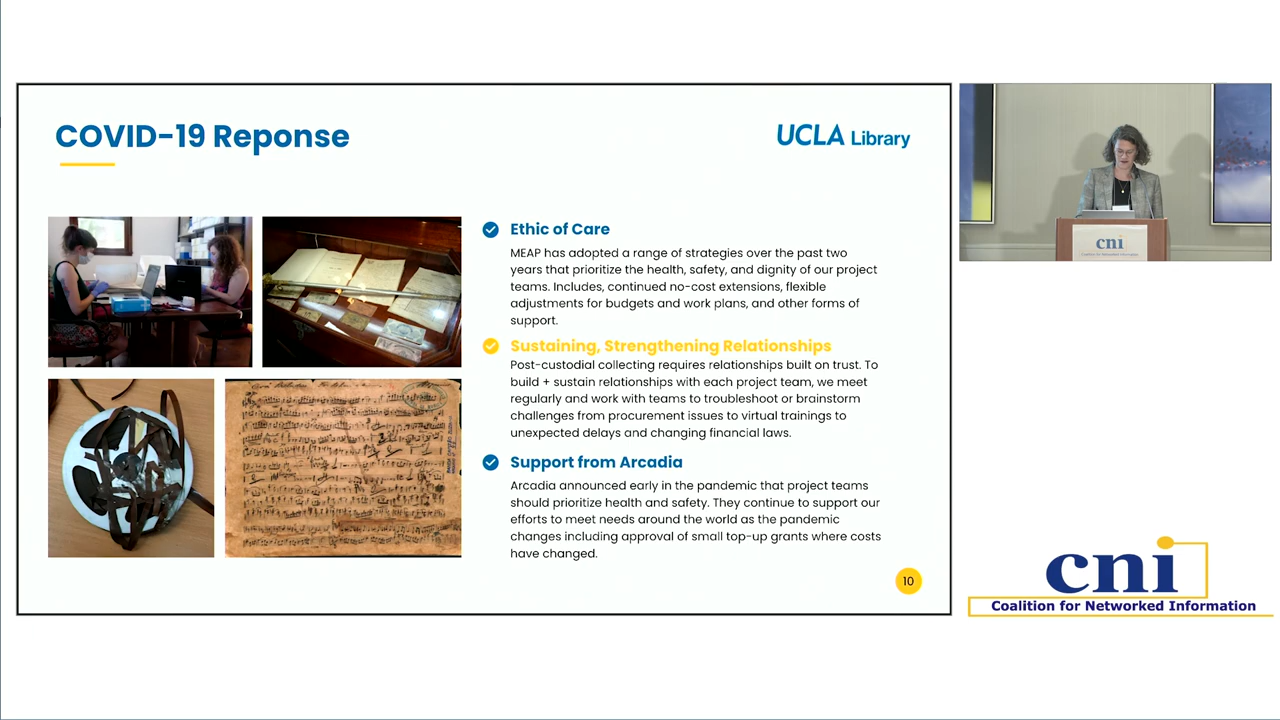 COVID-19 Reponse
UCLA Library
Ethic of Care
MEAP has adopted a range of strategies over the past two
years that prioritize the health, safety, and dignity of our project
teams. Includes, continued no-cost extensions, flexible
adjustments for budgets and work plans, and other forms of
support.
Sustaining, Strengthening Relationships
Post-custodial collecting requires relationships built on trust. To
build + sustain relationships with each project team, we meet
regularly and work with teams to troubleshoot or brainstorm
challenges from procurement issues to virtual trainings to
unexpected delays and changing financial laws.
Support from Arcadia
Arcadia announced early in the pandemic that project teams
should prioritize health and safety. They continue to support our
efforts to meet needs around the world as the pandemic
changes including approval of small top-up grants where costs
have changed.
10
cni
Coalition for Networked Information
cni
Coalition for Networked Information